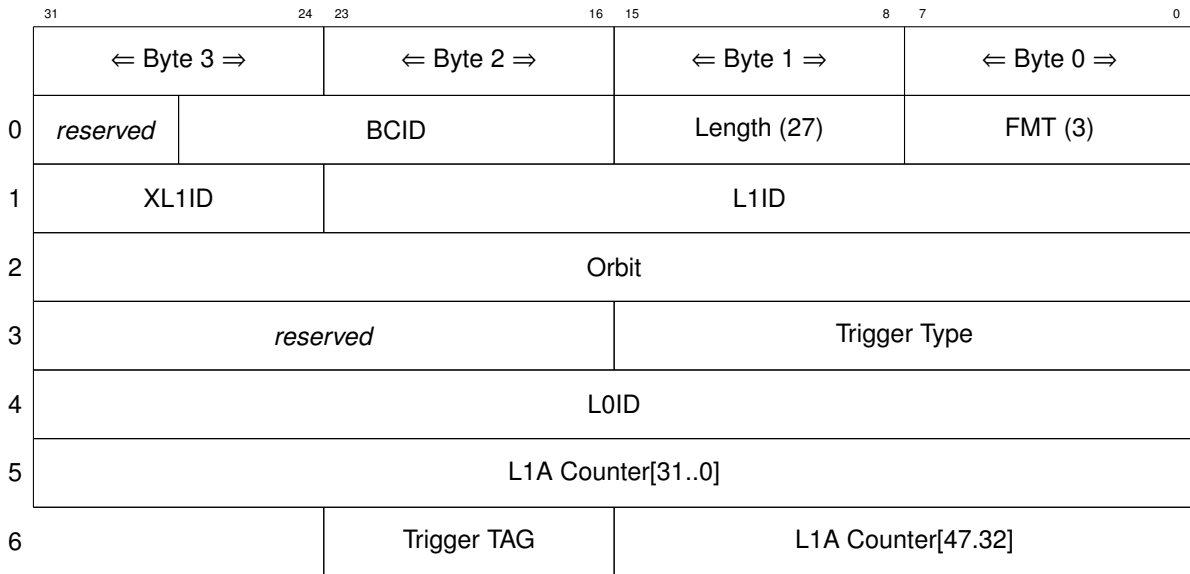 31 24 23 16 15 8 7 0
⇐ Byte 3 ⇒ ⇐ Byte 2 ⇒ ⇐ Byte 1 ⇒ ⇐ Byte 0 ⇒
0 reserved BCID Length (27) FMT (3)
1 XL1ID L1ID
2 Orbit
3 reserved Trigger Type
4 L0ID
5 L1A Counter[31..0]
6 Trigger TAG L1A Counter[47.32]